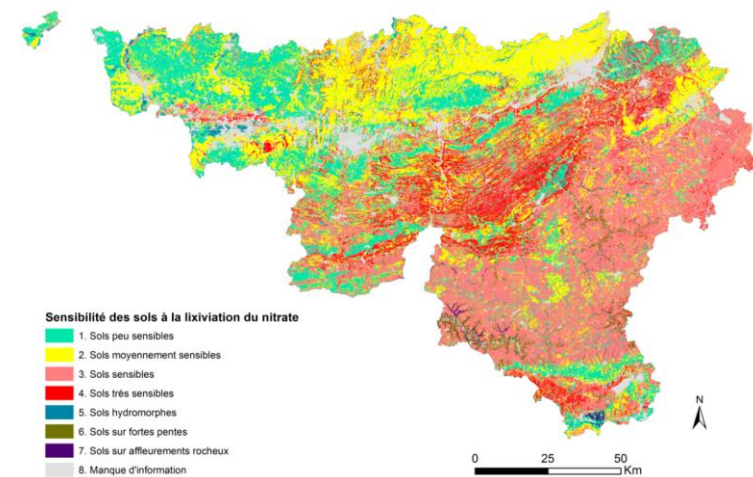 Sensibilité des sols à la lixiviation du nitrate
1. Sols peu sensibles
2. Sols moyennement sensibles
3. Sols sensibles
4. Sols très sensibles
5. Sols hydromorphes
6. Sols sur fortes pentes
7. Sols sur affleurements rocheux
8. Manque d'information
N
0 25 50
Km